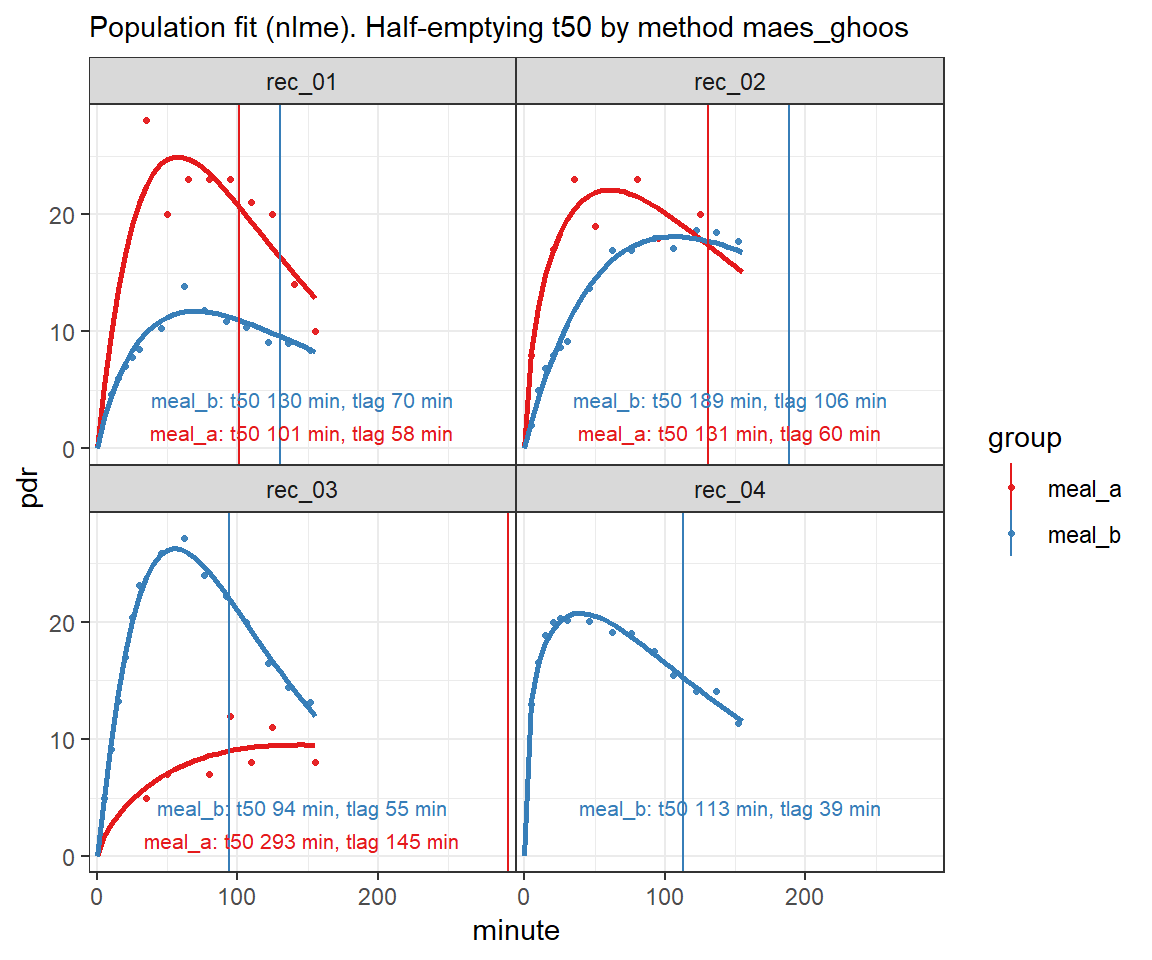 Population fit (nlme). Half-emptying t50 by method maes_ghoos
rec_01
rec_02
20
10
0
meal_b: t50 130 min, tlag 70 min
meal_a: t50 101 min, tlag 58 min
meal_b: t50 189 min, tlag 106 min
meal_a: t50 131 min, tlag 60 min
rec_03
rec_04
20
10
0
meal_b: t50 94 min, tlag 55 min
meal_a: t50 293 min, tlag 145 min
meal_b: t50 113 min, tlag 39 min
0 100 200
0 100 200
minute
pdr
group
meal_a
meal_b